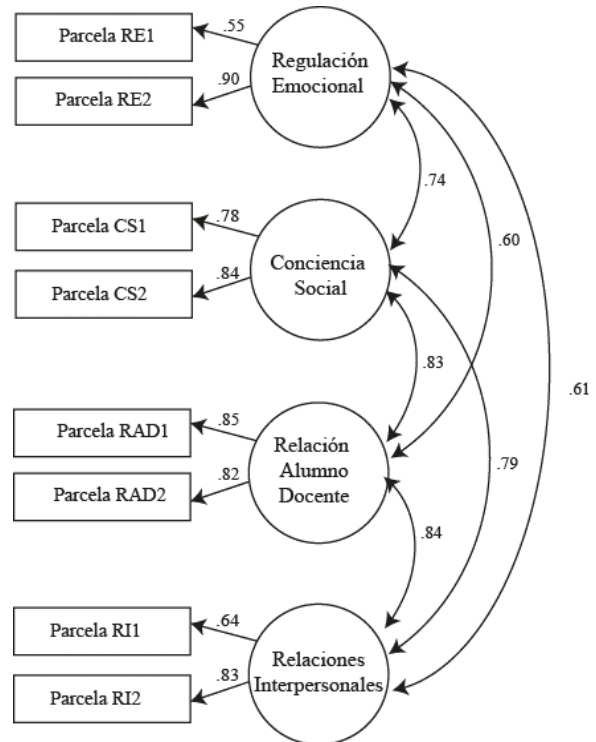 Parcela RE1
.55
Parcela RE2
.90
Regulación
Emocional
.74
.60
Parcela CS1
.78
Parcela CS2
.84
Conciencia
Social
.83
.61
Parcela RAD1
.85
Parcela RAD2
.82
Relación
Alumno
Docente
.79
.84
Parcela RI1
.64
Parcela RI2
.83
Relaciones
Interpersonales